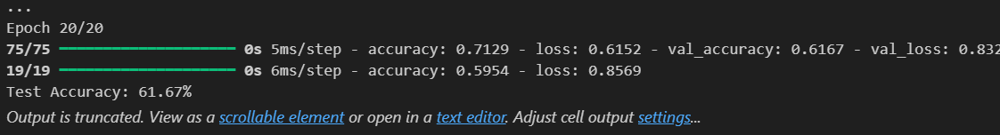 ...
Epoch 20/20
75/75 ━━━━━━━━━━━━━━━━━━━━ 0s 5ms/step - accuracy: 0.7129 - loss: 0.6152 - val_accuracy: 0.6167 - val_loss: 0.832
19/19 ━━━━━━━━━━━━━━━━━━━━ 0s 6ms/step - accuracy: 0.5954 - loss: 0.8569
Test Accuracy: 61.67%
Output is truncated. View as a scrollable element or open in a text editor. Adjust cell output settings...